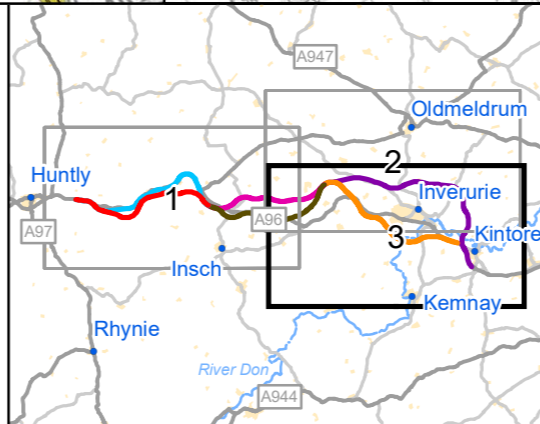 A947
Oldmeldrum
2
Huntly
1
Inverurie
A96
A97
3
Kintore
Insch
Kemnay
Rhynie
River Don
A944